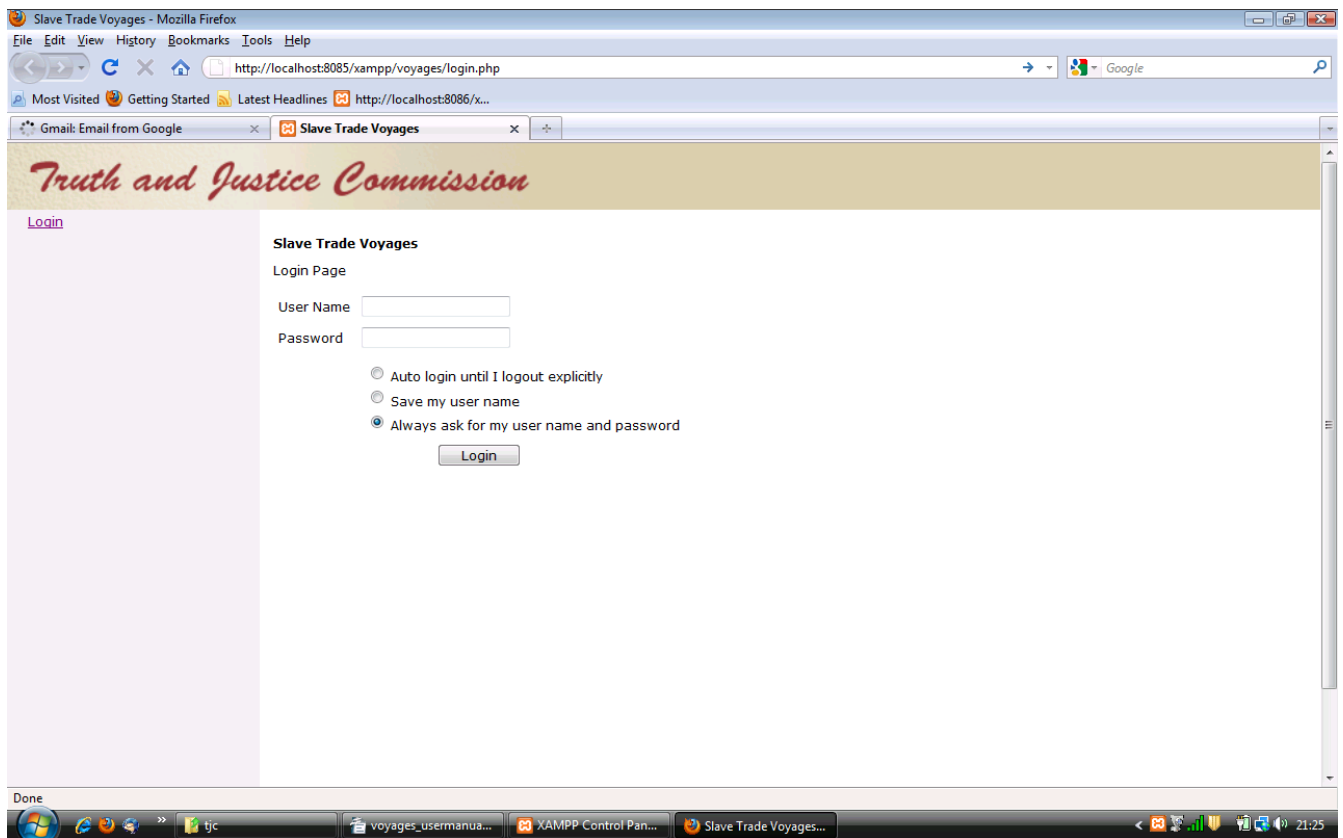 Slave Trade Voyages - Mozilla Firefox
File Edit View History Bookmarks Tools Help
http://localhost:8085/xampp/voyages/login.php Google
Most Visited Getting Started Latest Headlines http://localhost:8086/x...
Gmail: Email from Google Slave Trade Voyages
Truth and Justice Commission
Login
Slave Trade Voyages
Login Page
User Name
Password
Auto login until I logout explicitly
Save my user name
Always ask for my user name and password
Login
Done
tjc voyages_usermanua... XAMPP Control Pan... Slave Trade Voyages... 21:25